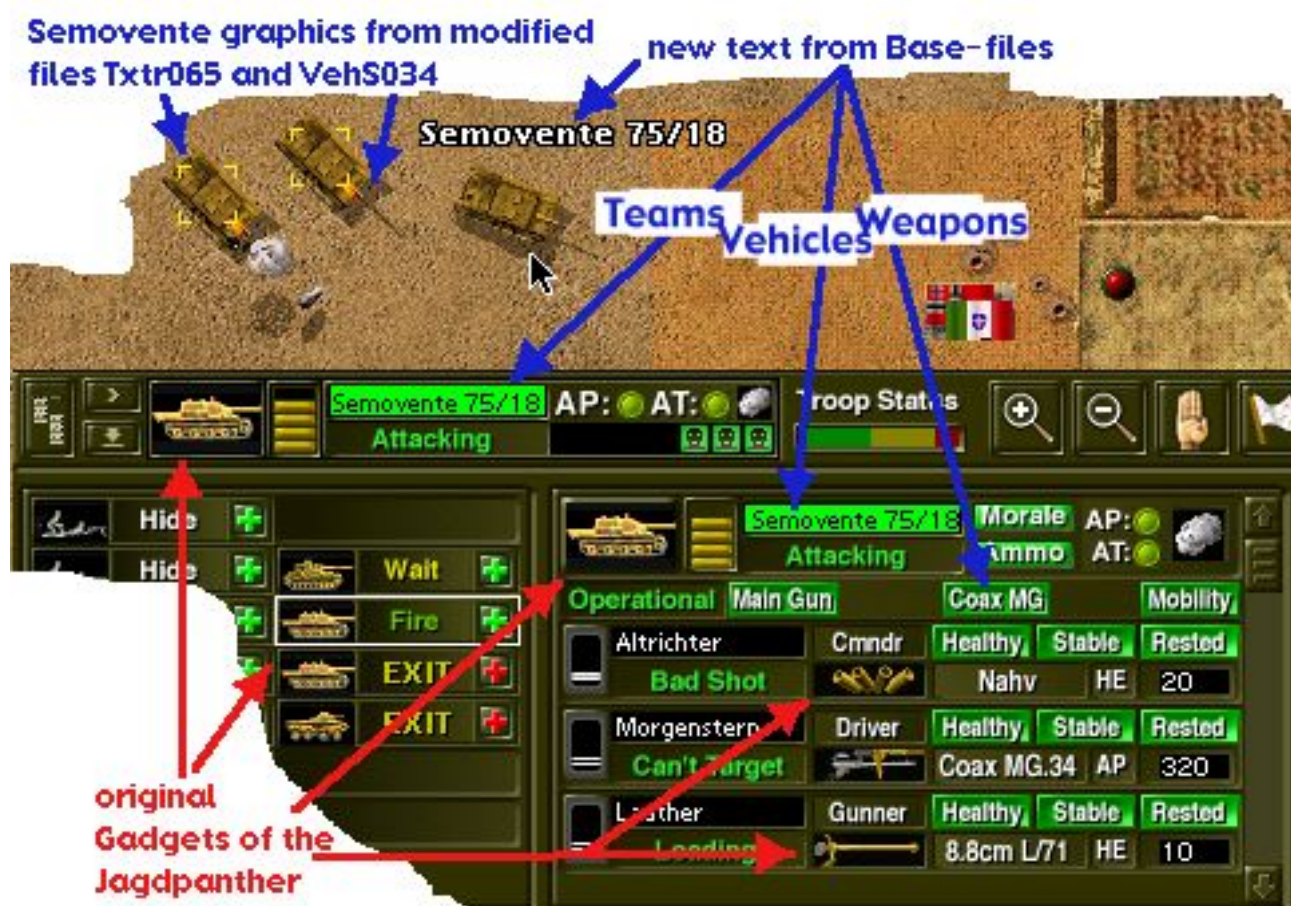 Semovente graphics from modified
files Txtr065 and VehS034
new text from Base-files
Semovente 75/18
Teams
Vehicles
Weapons
Semovente 75/18 AP: AT: Troop Status
Attacking
Hide
Hide
Wait
Fire
EXIT
EXIT
Semovente 75/18 Morale AP:
Attacking Ammo AT:
Operational Main Gun Coax MG Mobility
Altrichter Cmndr Healthy Stable Rested
Bad Shot Nahv HE 20
Morgenstern Driver Healthy Stable Rested
Can't Target Coax MG.34 AP 320
Gunner Healthy Stable Rested
Loading 8.8cm L/71 HE 10
original
Gadgets of the
Jagdpanther